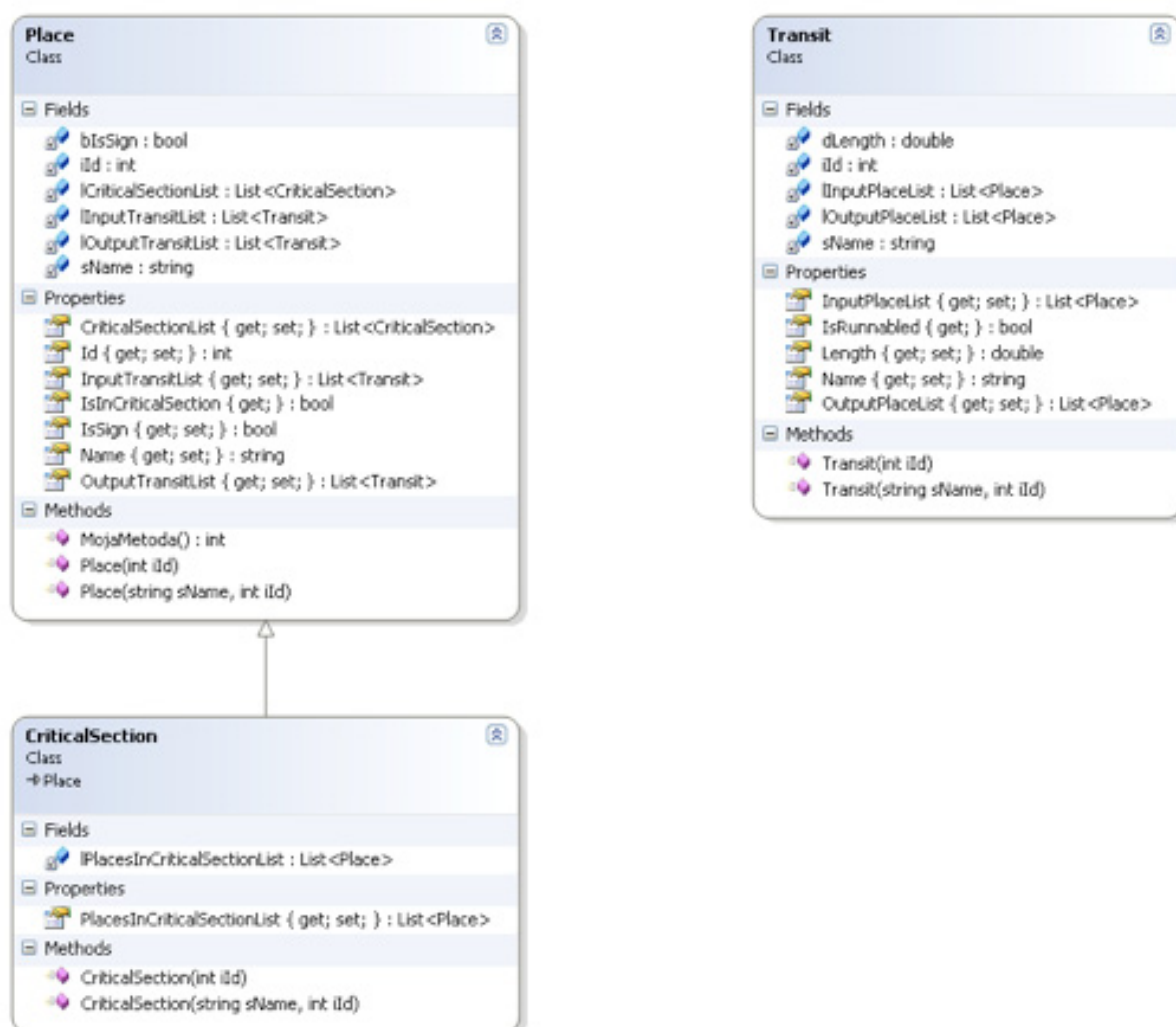 Place
Class
Fields
bIsSign : bool
iId : int
lCriticalSectionList : List<CriticalSection>
lInputTransitList : List<Transit>
lOutputTransitList : List<Transit>
sName : string
Properties
CriticalSectionList { get; set; } : List<CriticalSection>
Id { get; set; } : int
InputTransitList { get; set; } : List<Transit>
IsInCriticalSection { get; } : bool
IsSign { get; set; } : bool
Name { get; set; } : string
OutputTransitList { get; set; } : List<Transit>
Methods
MojaMetoda() : int
Place(int iId)
Place(string sName, int iId)
Transit
Class
Fields
dLength : double
iId : int
lInputPlaceList : List<Place>
lOutputPlaceList : List<Place>
sName : string
Properties
InputPlaceList { get; set; } : List<Place>
IsRunnabled { get; } : bool
Length { get; set; } : double
Name { get; set; } : string
OutputPlaceList { get; set; } : List<Place>
Methods
Transit(int iId)
Transit(string sName, int iId)
CriticalSection
Class
Place
Fields
lPlacesInCriticalSectionList : List<Place>
Properties
PlacesInCriticalSectionList { get; set; } : List<Place>
Methods
CriticalSection(int iId)
CriticalSection(string sName, int iId)